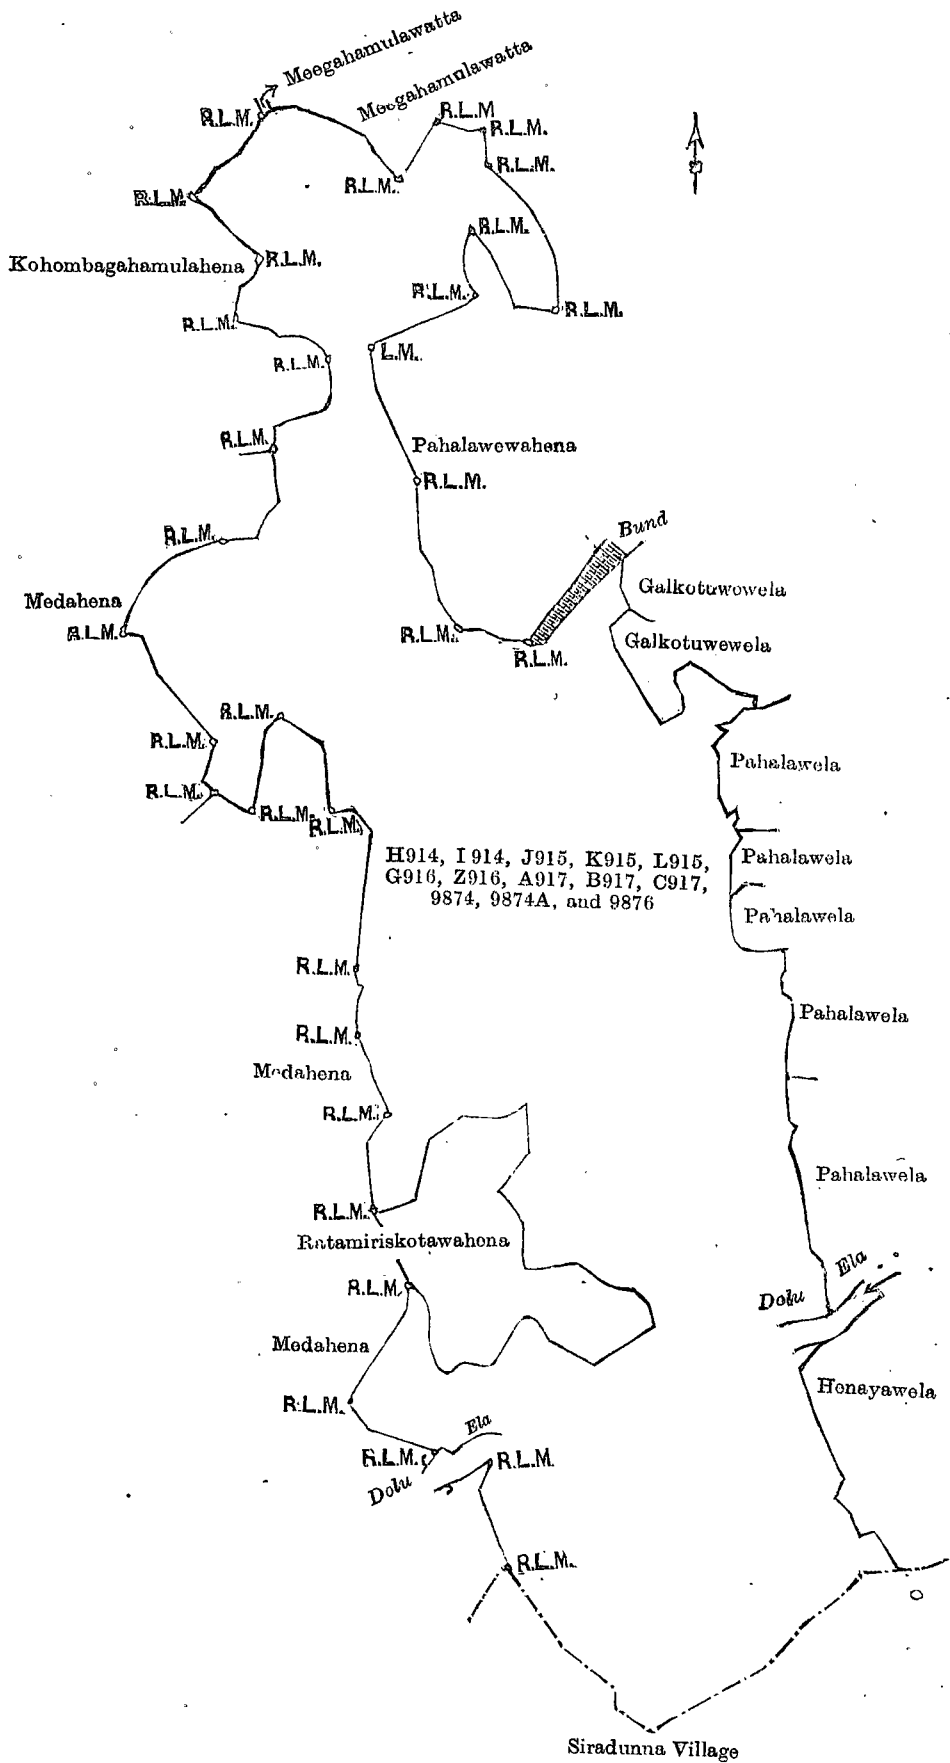 Meegahamulawatta
Meegahamulawatta
R.L.M.
R.L.M
R.L.M.
R.L.M.
R.L.M.
R.L.M.
R.L.M.
Kohombagahamulahena
R.L.M.
R.L.M.
R.L.M.
R.L.M.
L.M.
R.L.M.
R.L.M.
Pahalawewahena
R.L.M.
Bund
R.L.M.
Galkotuwewela
Medahena
R.L.M.
R.L.M.
Galkotuwewela
R.L.M.
R.L.M.
R.L.M.
Pahalawela
R.L.M.
R.L.M.
R.L.M.
H914, I 914, J915, K915, L915,
G916, Z916, A917, B917, C917,
9874, 9874A, and 9876
Pahalawela
Pahalawela
R.L.M.
Pahalawela
R.L.M.
Medahena
R.L.M.
Pahalawela
R.L.M.
Ratamiriskotawahena
R.L.M.
Dolu Ela
Medahena
Henayawela
R.L.M.
Ela
R.L.M.
Dolu
R.L.M.
R.L.M.
Siradunna Village